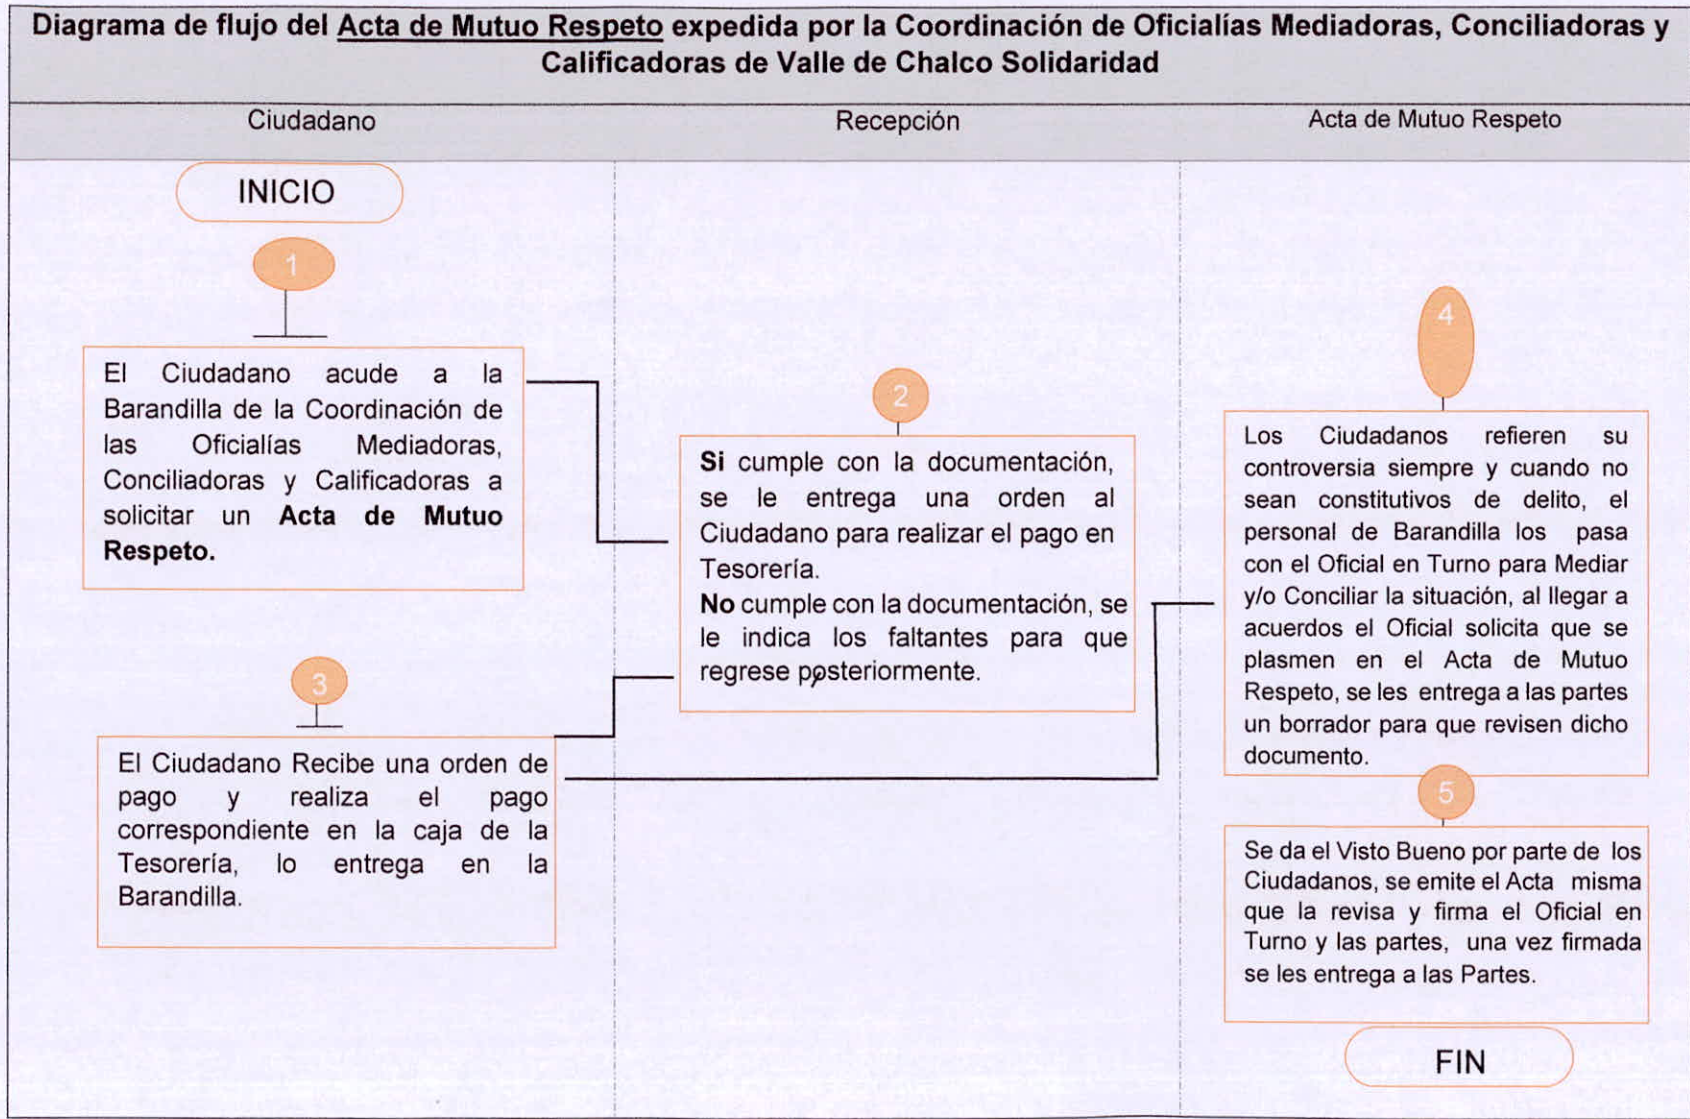 Diagrama de flujo del Acta de Mutuo Respeto expedida por la Coordinación de Oficialías Mediadoras, Conciliadoras y
Calificadoras de Valle de Chalco Solidaridad
Ciudadano
Recepción
Acta de Mutuo Respeto
INICIO
1
El Ciudadano acude a la
Barandilla de la Coordinación de
las Oficialías Mediadoras,
Conciliadoras y Calificadoras a
solicitar un Acta de Mutuo
Respeto.
2
Si cumple con la documentación,
se le entrega una orden al
Ciudadano para realizar el pago en
Tesorería.
No cumple con la documentación, se
le indica los faltantes para que
regrese posteriormente.
3
El Ciudadano Recibe una orden de
pago y realiza el pago
correspondiente en la caja de la
Tesorería, lo entrega en la
Barandilla.
4
Los Ciudadanos refieren su
controversia siempre y cuando no
sean constitutivos de delito, el
personal de Barandilla los pasa
con el Oficial en Turno para Mediar
y/o Conciliar la situación, al llegar a
acuerdos el Oficial solicita que se
plasmen en el Acta de Mutuo
Respeto, se les entrega a las partes
un borrador para que revisen dicho
documento.
5
Se da el Visto Bueno por parte de los
Ciudadanos, se emite el Acta misma
que la revisa y firma el Oficial en
Turno y las partes, una vez firmada
se les entrega a las Partes.
FIN